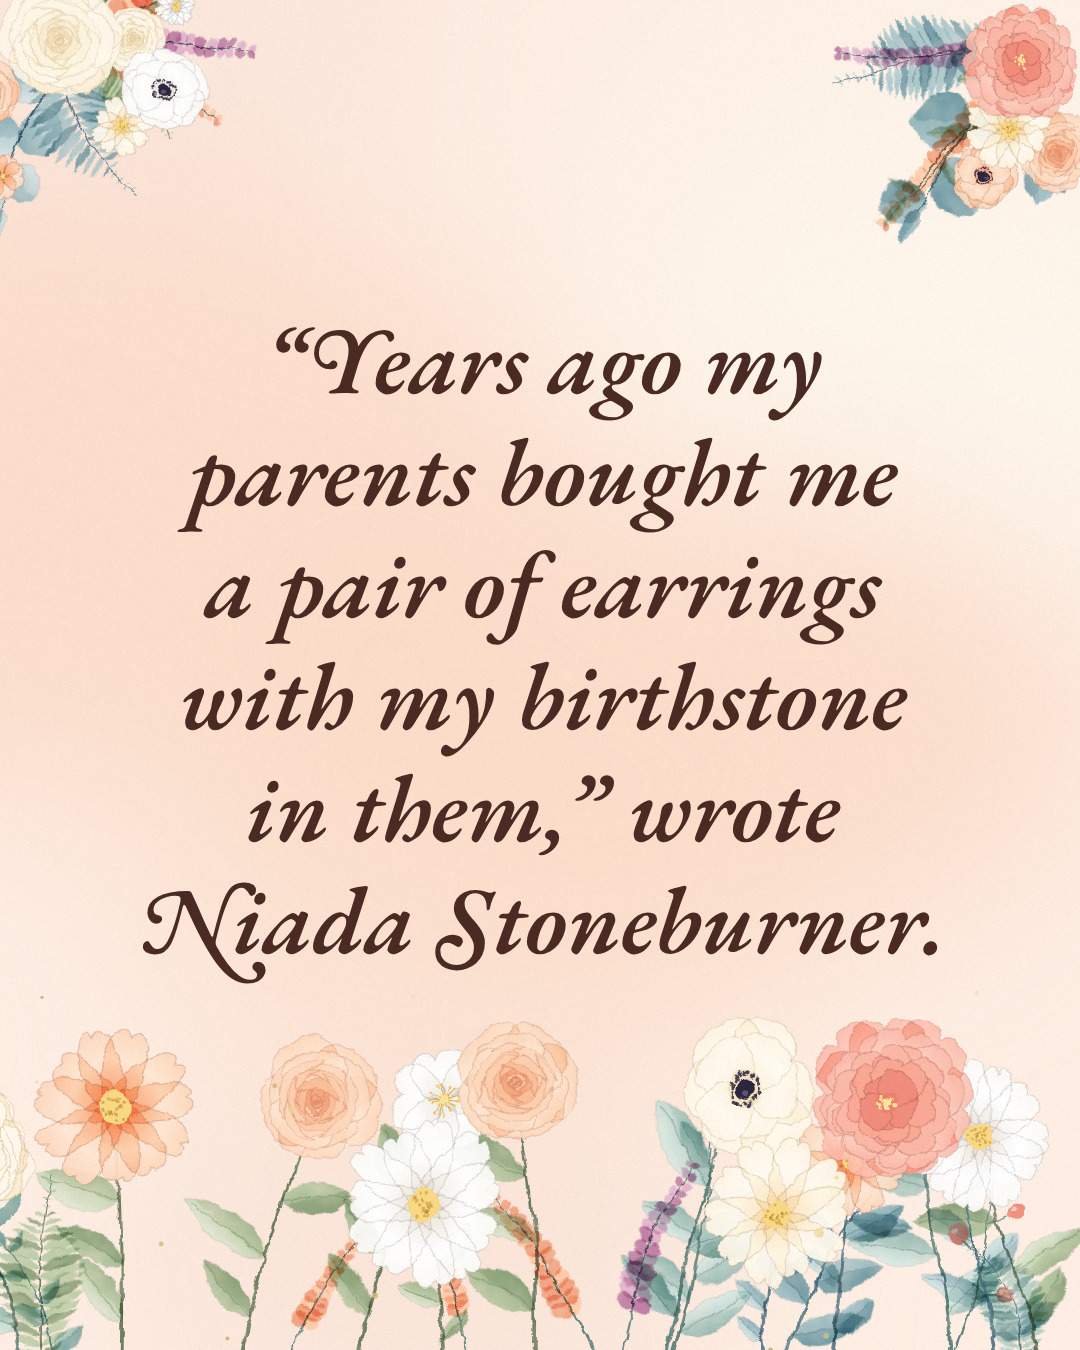 “Years ago my
parents bought me
a pair of earrings
with my birthstone
in them,” wrote
Niada Stoneburner.